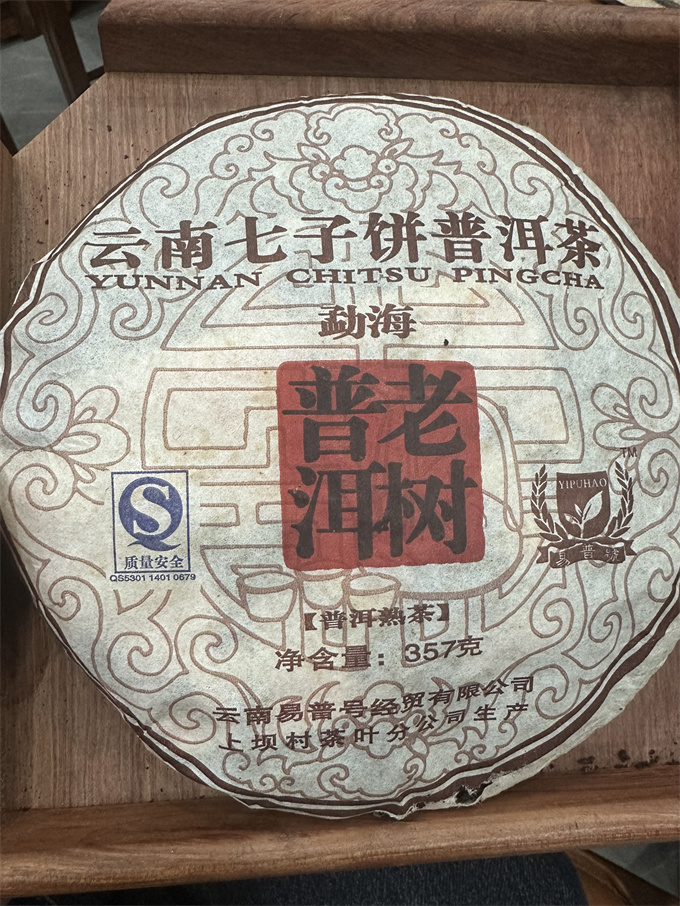 云南七子饼普洱茶
YUNNAN CHITSU PINGCHA
勐海
老树
普洱
TM
YIPUHAO
易普号
质量安全
QS5301 1401 0679
【普洱熟茶】
净含量：357克
云南易普号经贸有限公司
上坝村茶叶分公司生产